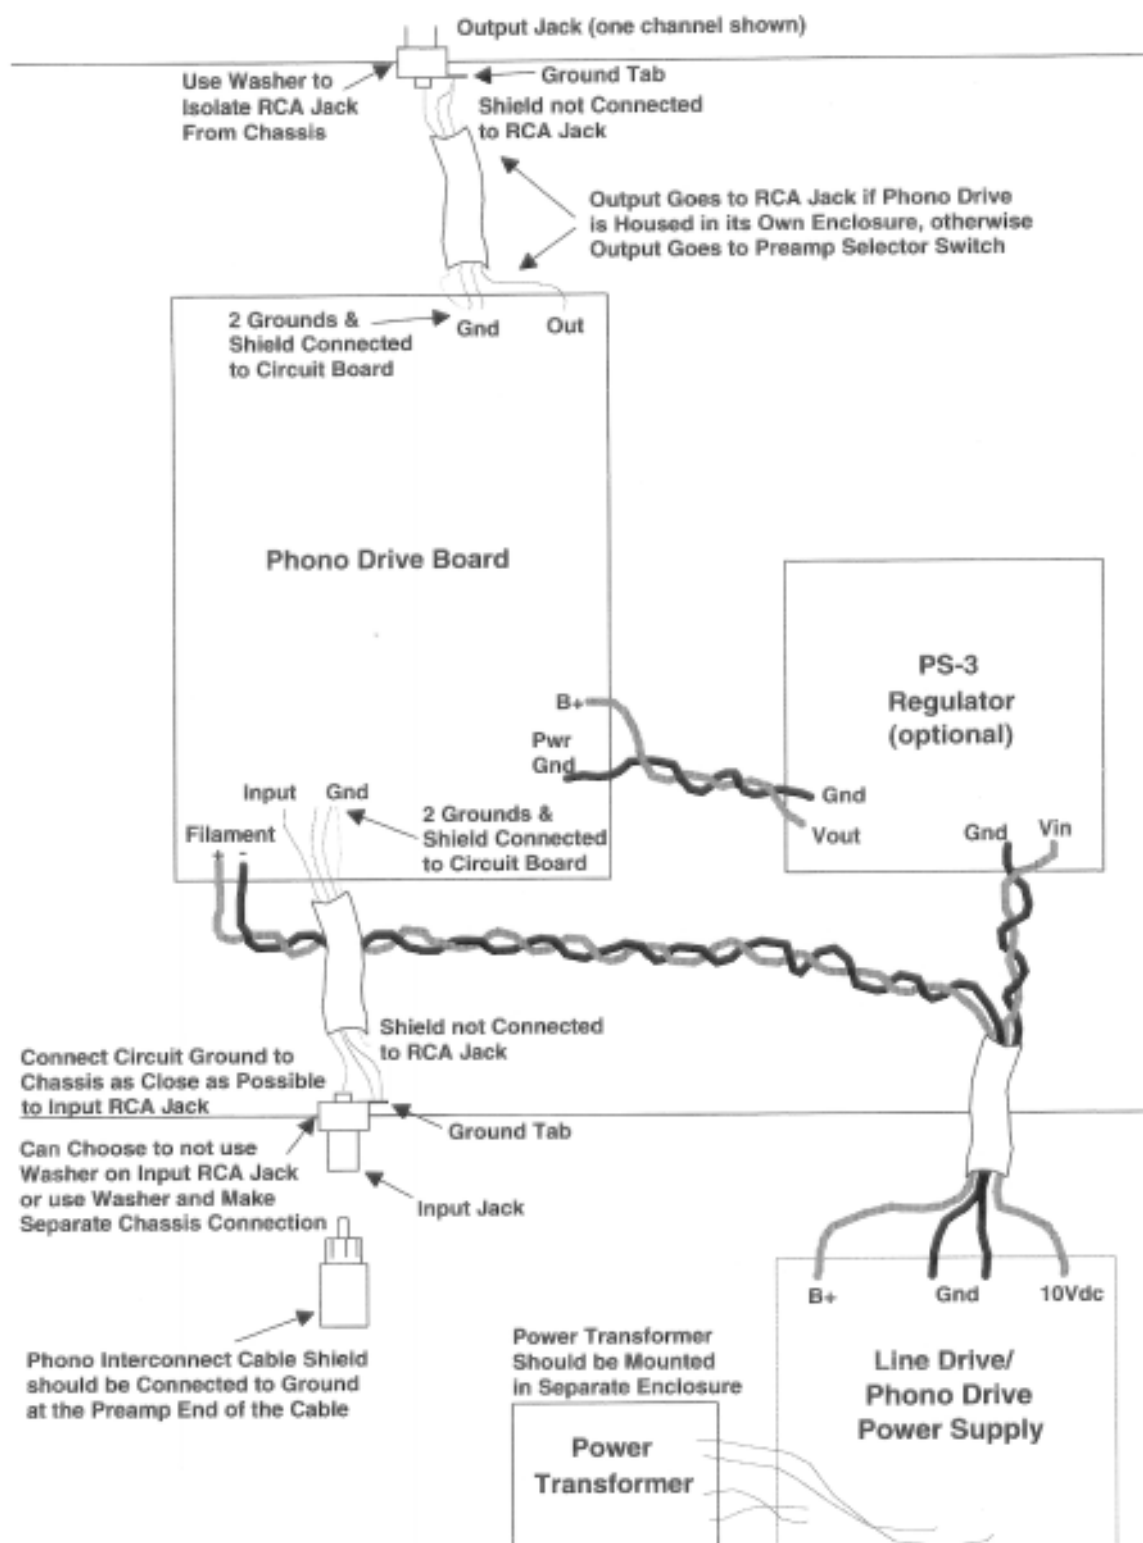 Output Jack (one channel shown)
Use Washer to
Isolate RCA Jack
From Chassis
Ground Tab
Shield not Connected
to RCA Jack
Output Goes to RCA Jack if Phono Drive
is Housed in its Own Enclosure, otherwise
Output Goes to Preamp Selector Switch
2 Grounds &
Shield Connected
to Circuit Board
Gnd
Out
Phono Drive Board
PS-3
Regulator
(optional)
B+
Pwr
Gnd
Gnd
Vout
Gnd
Vin
Input
Gnd
2 Grounds &
Shield Connected
to Circuit Board
Filament
+ -
Shield not Connected
to RCA Jack
Connect Circuit Ground to
Chassis as Close as Possible
to Input RCA Jack
Ground Tab
Can Choose to not use
Washer on Input RCA Jack
or use Washer and Make
Separate Chassis Connection
Input Jack
B+
Gnd
10Vdc
Phono Interconnect Cable Shield
should be Connected to Ground
at the Preamp End of the Cable
Power Transformer
Should be Mounted
in Separate Enclosure
Line Drive/
Phono Drive
Power Supply
Power
Transformer